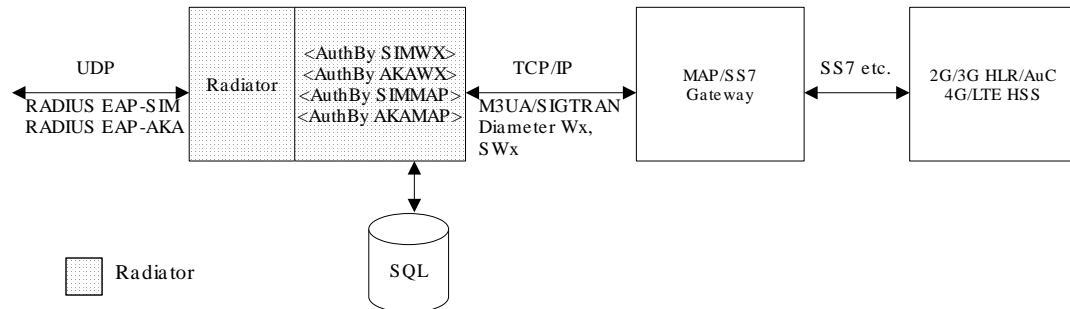 UDP
RADIUS EAP-SIM
RADIUS EAP-AKA
Radiator
<AuthBy SIMWX>
<AuthBy AKAWX>
<AuthBy SIMMAP>
<AuthBy AKAMAP>
TCP/IP
M3UA/SIGTRAN
Diameter Wx,
SWx
MAP/SS7
Gateway
SS7 etc.
2G/3G HLR/AuC
4G/LTE HSS
SQL
Radiator